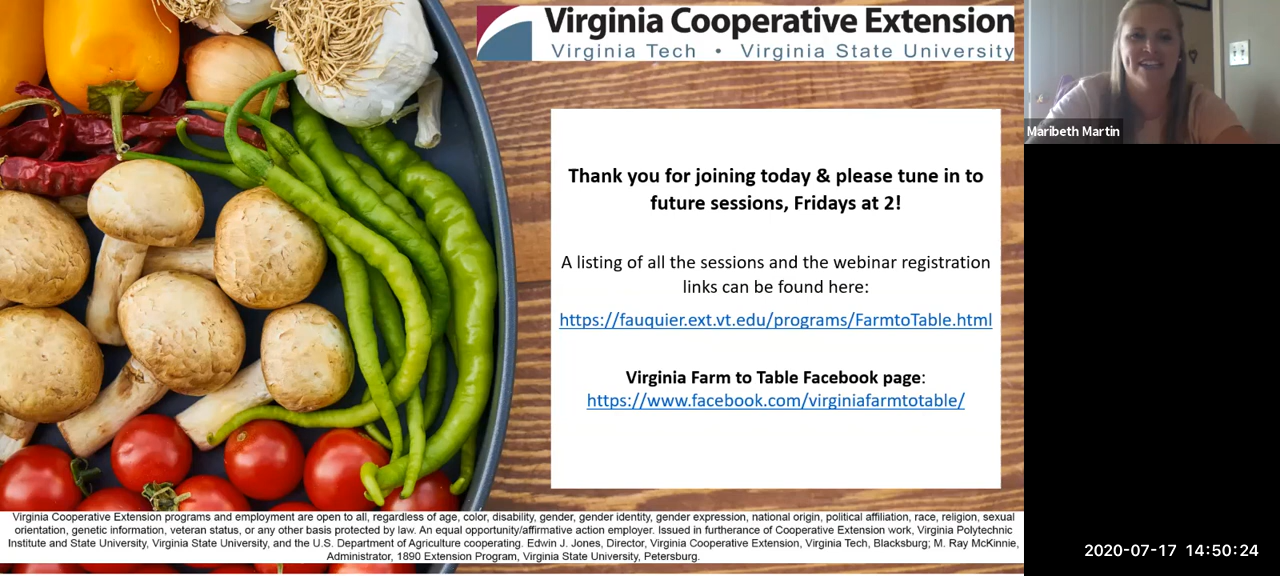 Virginia Cooperative Extension
Virginia Tech • Virginia State University
Maribeth Martin
Thank you for joining today & please tune in to
future sessions, Fridays at 2!
A listing of all the sessions and the webinar registration
links can be found here:
https://fauquier.ext.vt.edu/programs/FarmtoTable.html
Virginia Farm to Table Facebook page:
https://www.facebook.com/virginiafarmtotable/
Virginia Cooperative Extension programs and employment are open to all, regardless of age, color, disability, gender, gender identity, gender expression, national origin, political affiliation, race, religion, sexual
orientation, genetic information, veteran status, or any other basis protected by law. An equal opportunity/affirmative action employer. Issued in furtherance of Cooperative Extension work, Virginia Polytechnic
Institute and State University, Virginia State University, and the U.S. Department of Agriculture cooperating. Edwin J. Jones, Director, Virginia Cooperative Extension, Virginia Tech, Blacksburg; M. Ray McKinnie,
Administrator, 1890 Extension Program, Virginia State University, Petersburg.
2020-07-17 14:50:24